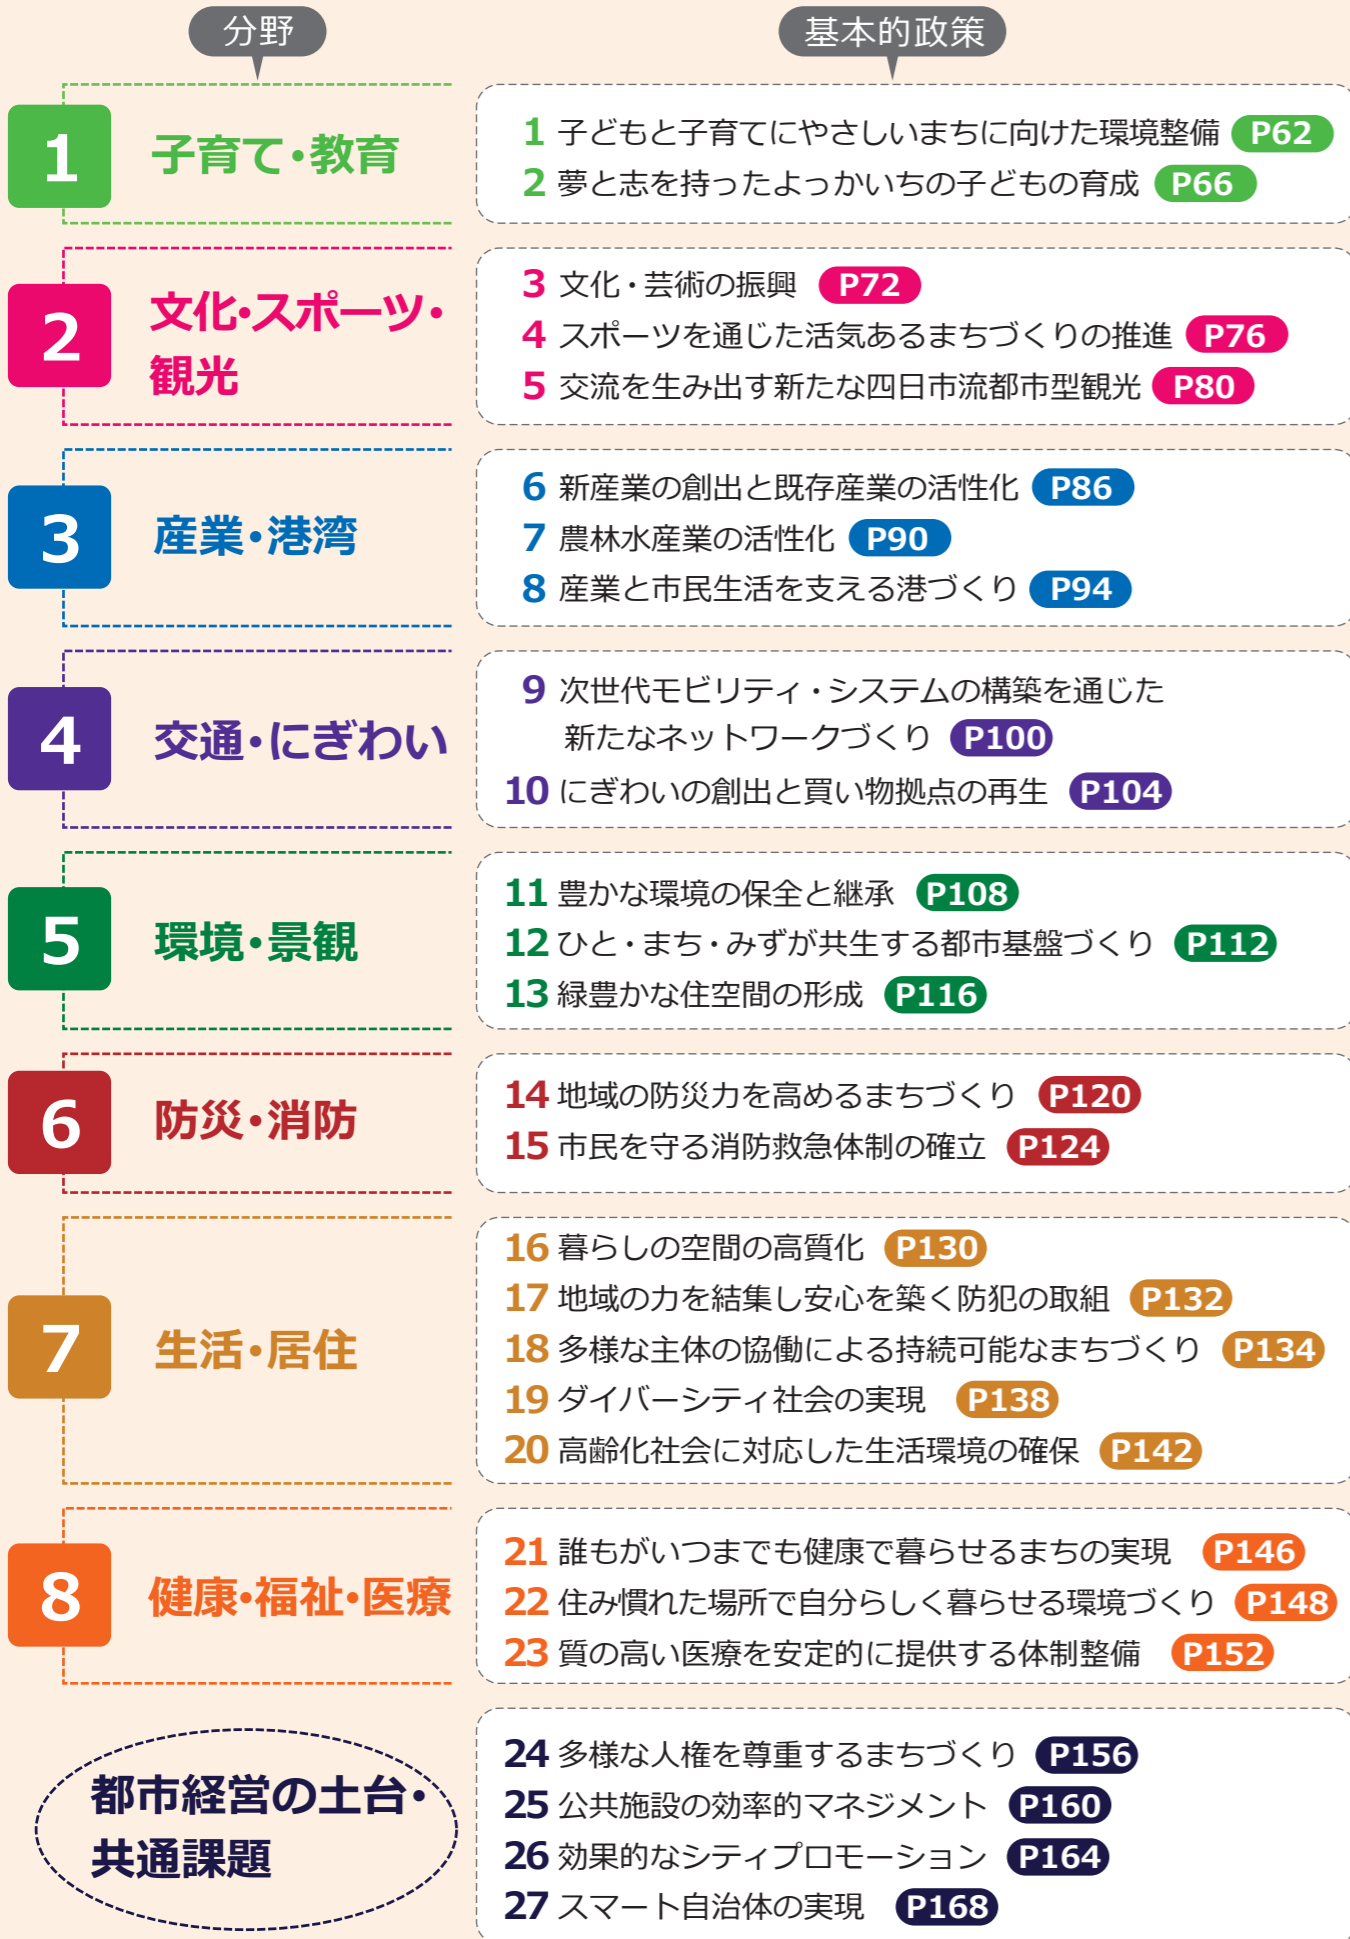 分野
基本的政策
1
子育て・教育
1 子どもと子育てにやさしいまちに向けた環境整備 P62
2 夢と志を持ったよっかいちの子どもの育成 P66
2
文化・スポーツ・
観光
3 文化・芸術の振興 P72
4 スポーツを通じた活気あるまちづくりの推進 P76
5 交流を生み出す新たな四日市流都市型観光 P80
3
産業・港湾
6 新産業の創出と既存産業の活性化 P86
7 農林水産業の活性化 P90
8 産業と市民生活を支える港づくり P94
4
交通・にぎわい
9 次世代モビリティ・システムの構築を通じた
新たなネットワークづくり P100
10 にぎわいの創出と買い物拠点の再生 P104
5
環境・景観
11 豊かな環境の保全と継承 P108
12 ひと・まち・みずが共生する都市基盤づくり P112
13 緑豊かな住空間の形成 P116
6
防災・消防
14 地域の防災力を高めるまちづくり P120
15 市民を守る消防救急体制の確立 P124
7
生活・居住
16 暮らしの空間の高質化 P130
17 地域の力を結集し安心を築く防犯の取組 P132
18 多様な主体の協働による持続可能なまちづくり P134
19 ダイバーシティ社会の実現 P138
20 高齢化社会に対応した生活環境の確保 P142
8
健康・福祉・医療
21 誰もがいつまでも健康で暮らせるまちの実現 P146
22 住み慣れた場所で自分らしく暮らせる環境づくり P148
23 質の高い医療を安定的に提供する体制整備 P152
都市経営の土台・
共通課題
24 多様な人権を尊重するまちづくり P156
25 公共施設の効率的マネジメント P160
26 効果的なシティプロモーション P164
27 スマート自治体の実現 P168